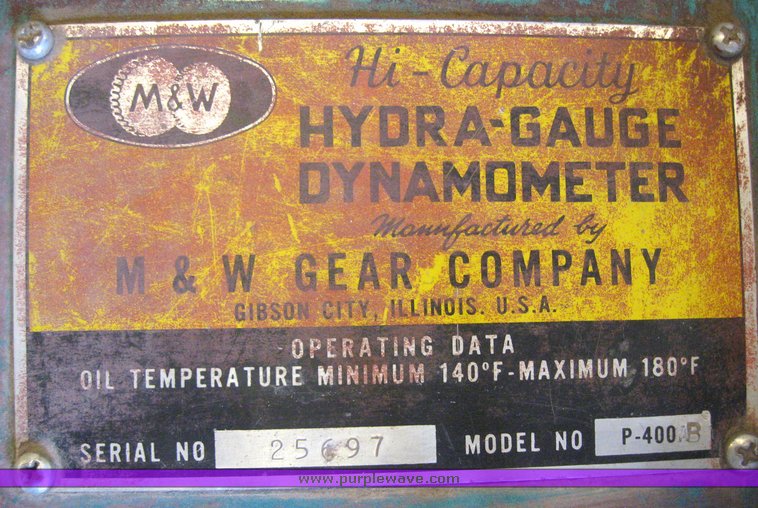 M&W
Hi-Capacity
HYDRA-GAUGE
DYNAMOMETER
Manufactured by
M & W GEAR COMPANY
GIBSON CITY, ILLINOIS. U.S.A.
OPERATING DATA
OIL TEMPERATURE MINIMUM 140°F-MAXIMUM 180°F
SERIAL NO 25697 MODEL NO P-400 B
www.purplewave.com